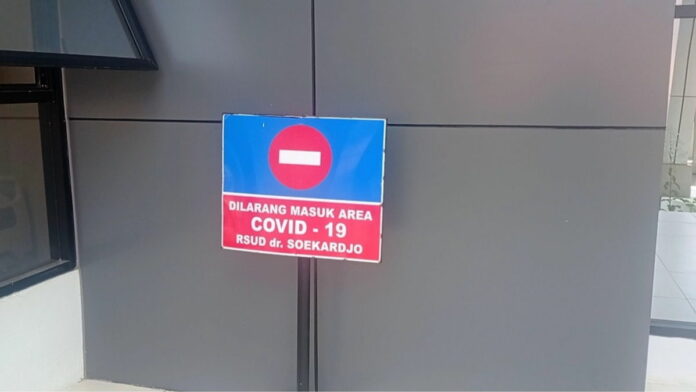 DILARANG MASUK AREA
COVID - 19
RSUD dr. SOEKARDJO